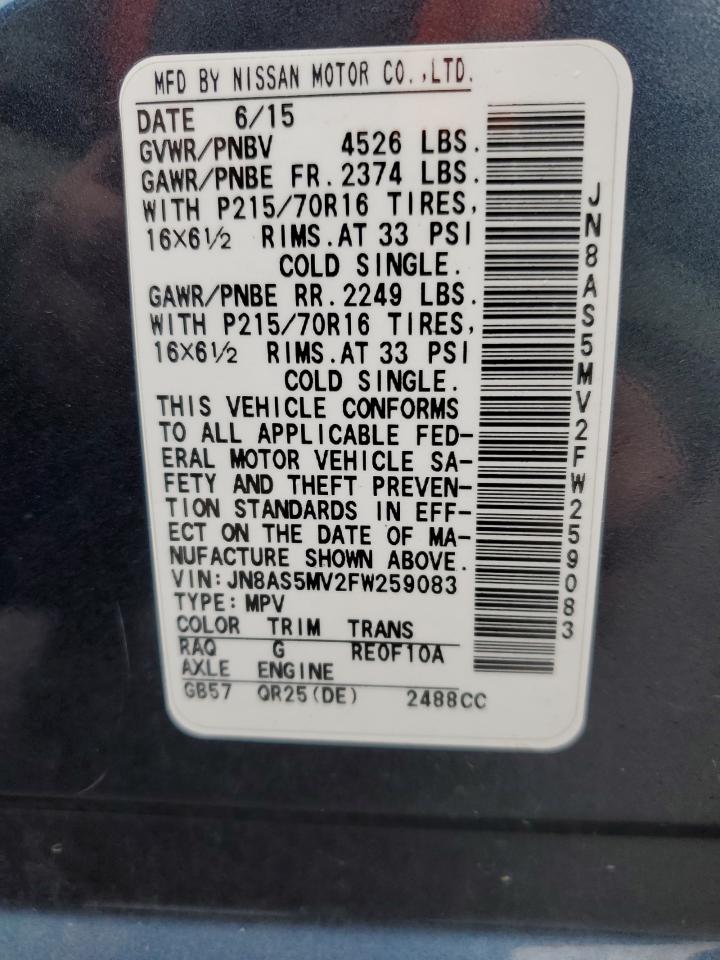 MFD BY NISSAN MOTOR CO.,LTD.
DATE 6/15
GVWR/PNBV 4526 LBS.
GAWR/PNBE FR. 2374 LBS.
WITH P215/70R16 TIRES,
16X6½ RIMS. AT 33 PSI
COLD SINGLE.
GAWR/PNBE RR. 2249 LBS.
WITH P215/70R16 TIRES,
16X6½ RIMS. AT 33 PSI
COLD SINGLE.
THIS VEHICLE CONFORMS
TO ALL APPLICABLE FED-
ERAL MOTOR VEHICLE SA-
FETY AND THEFT PREVEN-
TION STANDARDS IN EFF-
ECT ON THE DATE OF MA-
NUFACTURE SHOWN ABOVE.
VIN: JN8AS5MV2FW259083
TYPE: MPV
COLOR TRIM TRANS
RAQ G RE0F10A
AXLE ENGINE
GB57 QR25(DE) 2488CC
JN8AS5MV2FW259083